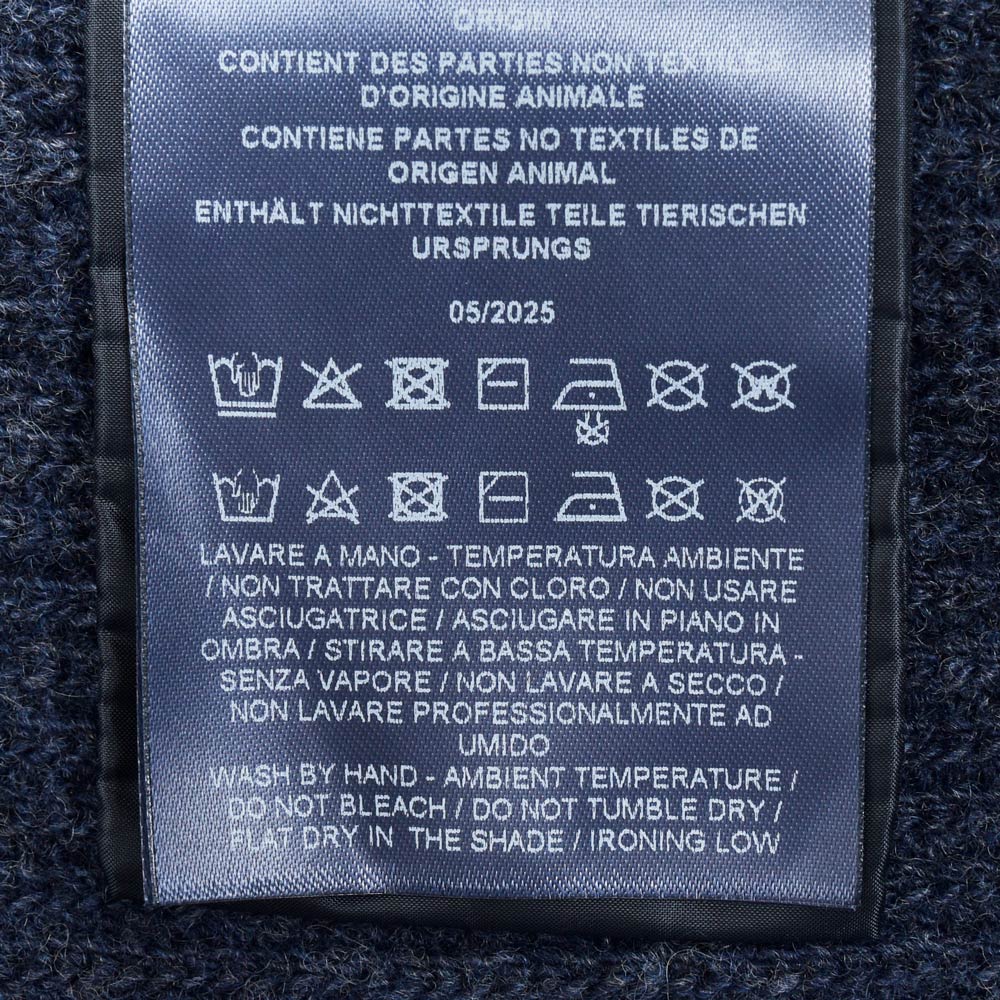 ORIGIN
CONTIENT DES PARTIES NON TEXTILES
D'ORIGINE ANIMALE
CONTIENE PARTES NO TEXTILES DE
ORIGEN ANIMAL
ENTHÄLT NICHTTEXTILE TEILE TIERISCHEN
URSPRUNGS
05/2025
W
W
LAVARE A MANO - TEMPERATURA AMBIENTE
/ NON TRATTARE CON CLORO / NON USARE
ASCIUGATRICE / ASCIUGARE IN PIANO IN
OMBRA / STIRARE A BASSA TEMPERATURA -
SENZA VAPORE / NON LAVARE A SECCO /
NON LAVARE PROFESSIONALMENTE AD
UMIDO
WASH BY HAND - AMBIENT TEMPERATURE /
DO NOT BLEACH / DO NOT TUMBLE DRY /
FLAT DRY IN THE SHADE / IRONING LOW